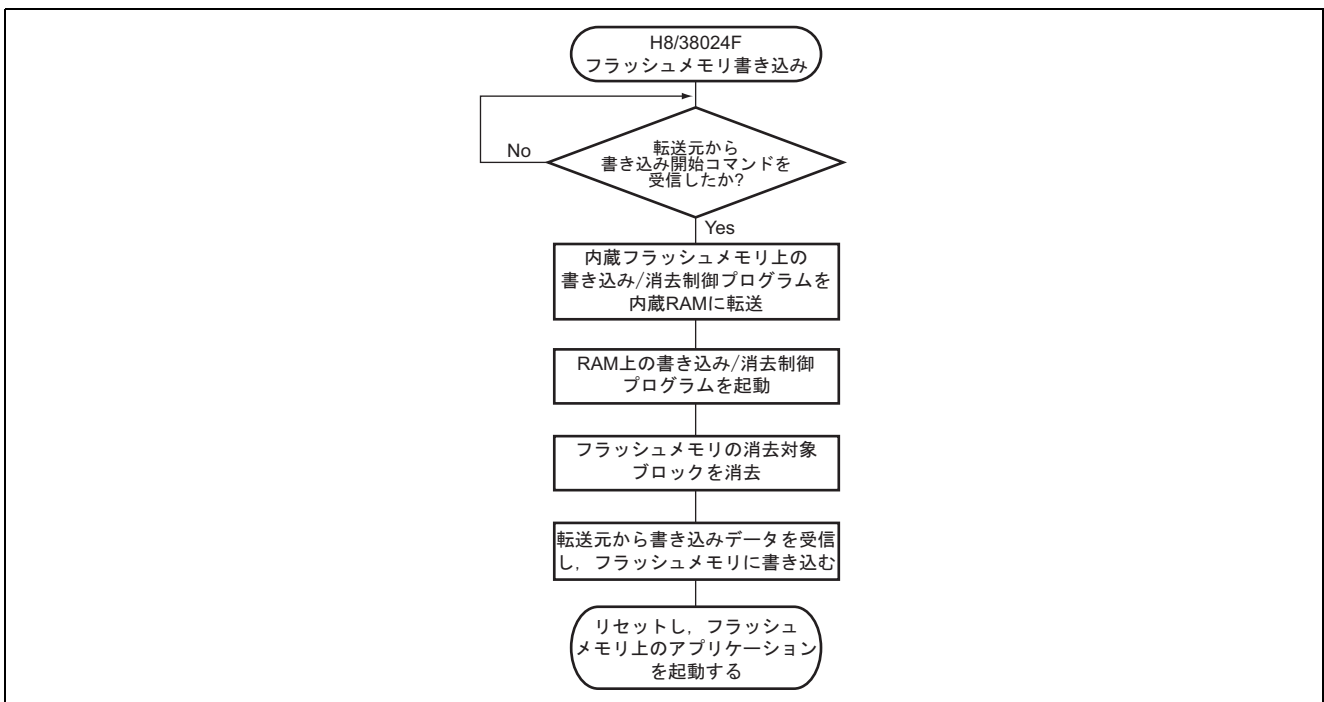 H8/38024F
フラッシュメモリ書き込み
No
転送元から
書き込み開始コマンドを
受信したか?
Yes
内蔵フラッシュメモリ上の
書き込み/消去制御プログラムを
内蔵RAMに転送
RAM上の書き込み/消去制御
プログラムを起動
フラッシュメモリの消去対象
ブロックを消去
転送元から書き込みデータを受信
し，フラッシュメモリに書き込む
リセットし，フラッシュ
メモリ上のアプリケーション
を起動する